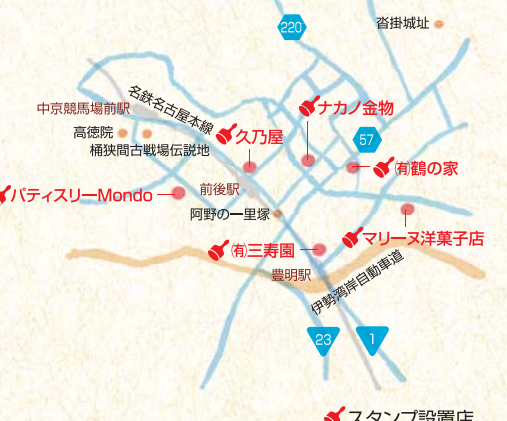 220
沓掛城址
名鉄名古屋本線
ナカノ金物
中京競馬場前駅
高徳院
久乃屋
57
桶狭間古戦場伝説地
(有)鶴の家
前後駅
パティスリーMondo
阿野の一里塚
マリーヌ洋菓子店
(有)三寿園
豊明駅
伊勢湾岸自動車道
23
1
スタンプ設置店